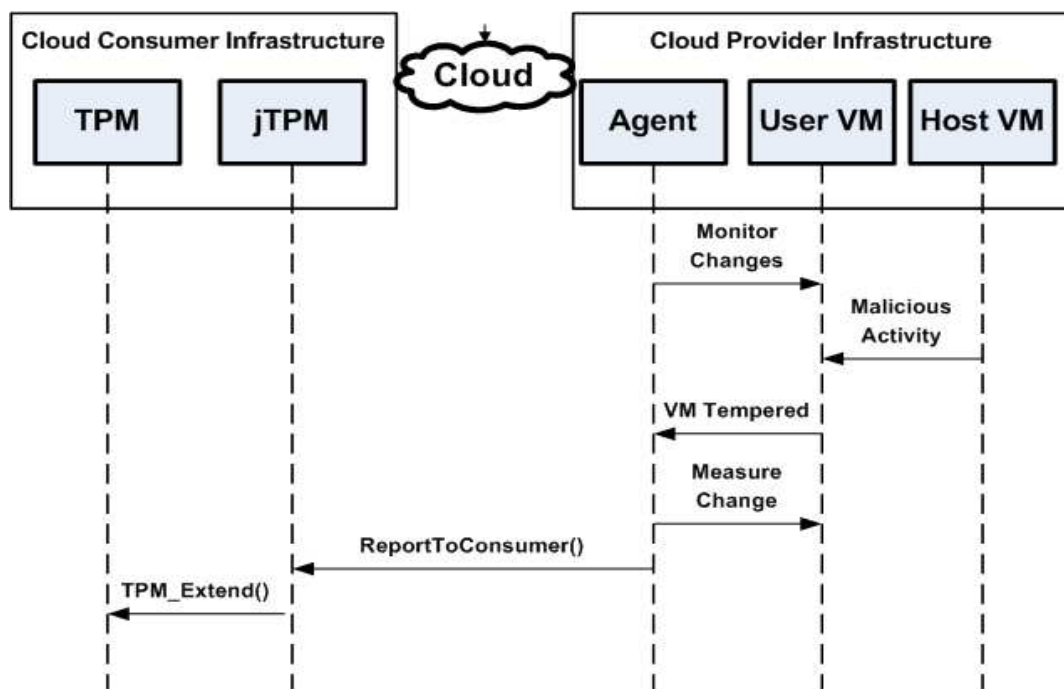 Cloud Consumer Infrastructure
Cloud
Cloud Provider Infrastructure
TPM
jTPM
Agent
User VM
Host VM
Monitor
Changes
Malicious
Activity
VM Tempered
Measure
Change
ReportToConsumer()
TPM_Extend()